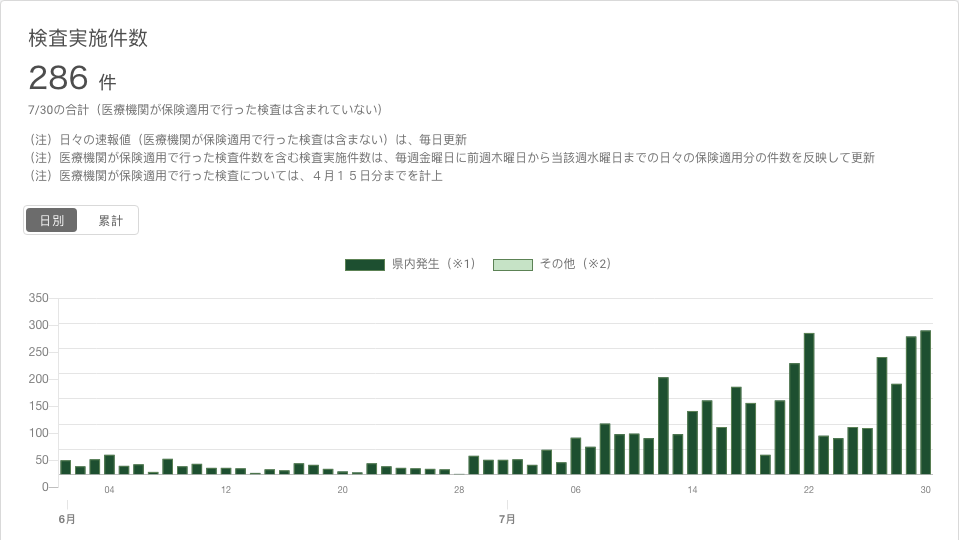 検査実施件数
286 件
7/30の合計（医療機関が保険適用で行った検査は含まれていない）
（注）日々の速報値（医療機関が保険適用で行った検査は含まない）は、毎日更新
（注）医療機関が保険適用で行った検査件数を含む検査実施件数は、毎週金曜日に前週木曜日から当該週水曜日までの日々の保険適用分の件数を反映して更新
（注）医療機関が保険適用で行った検査については、４月１５日分までを計上
日別 累計
県内発生（※1） その他（※2）
350
300
250
200
150
100
50
0
04 12 20 28 06 14 22 30
6月 7月